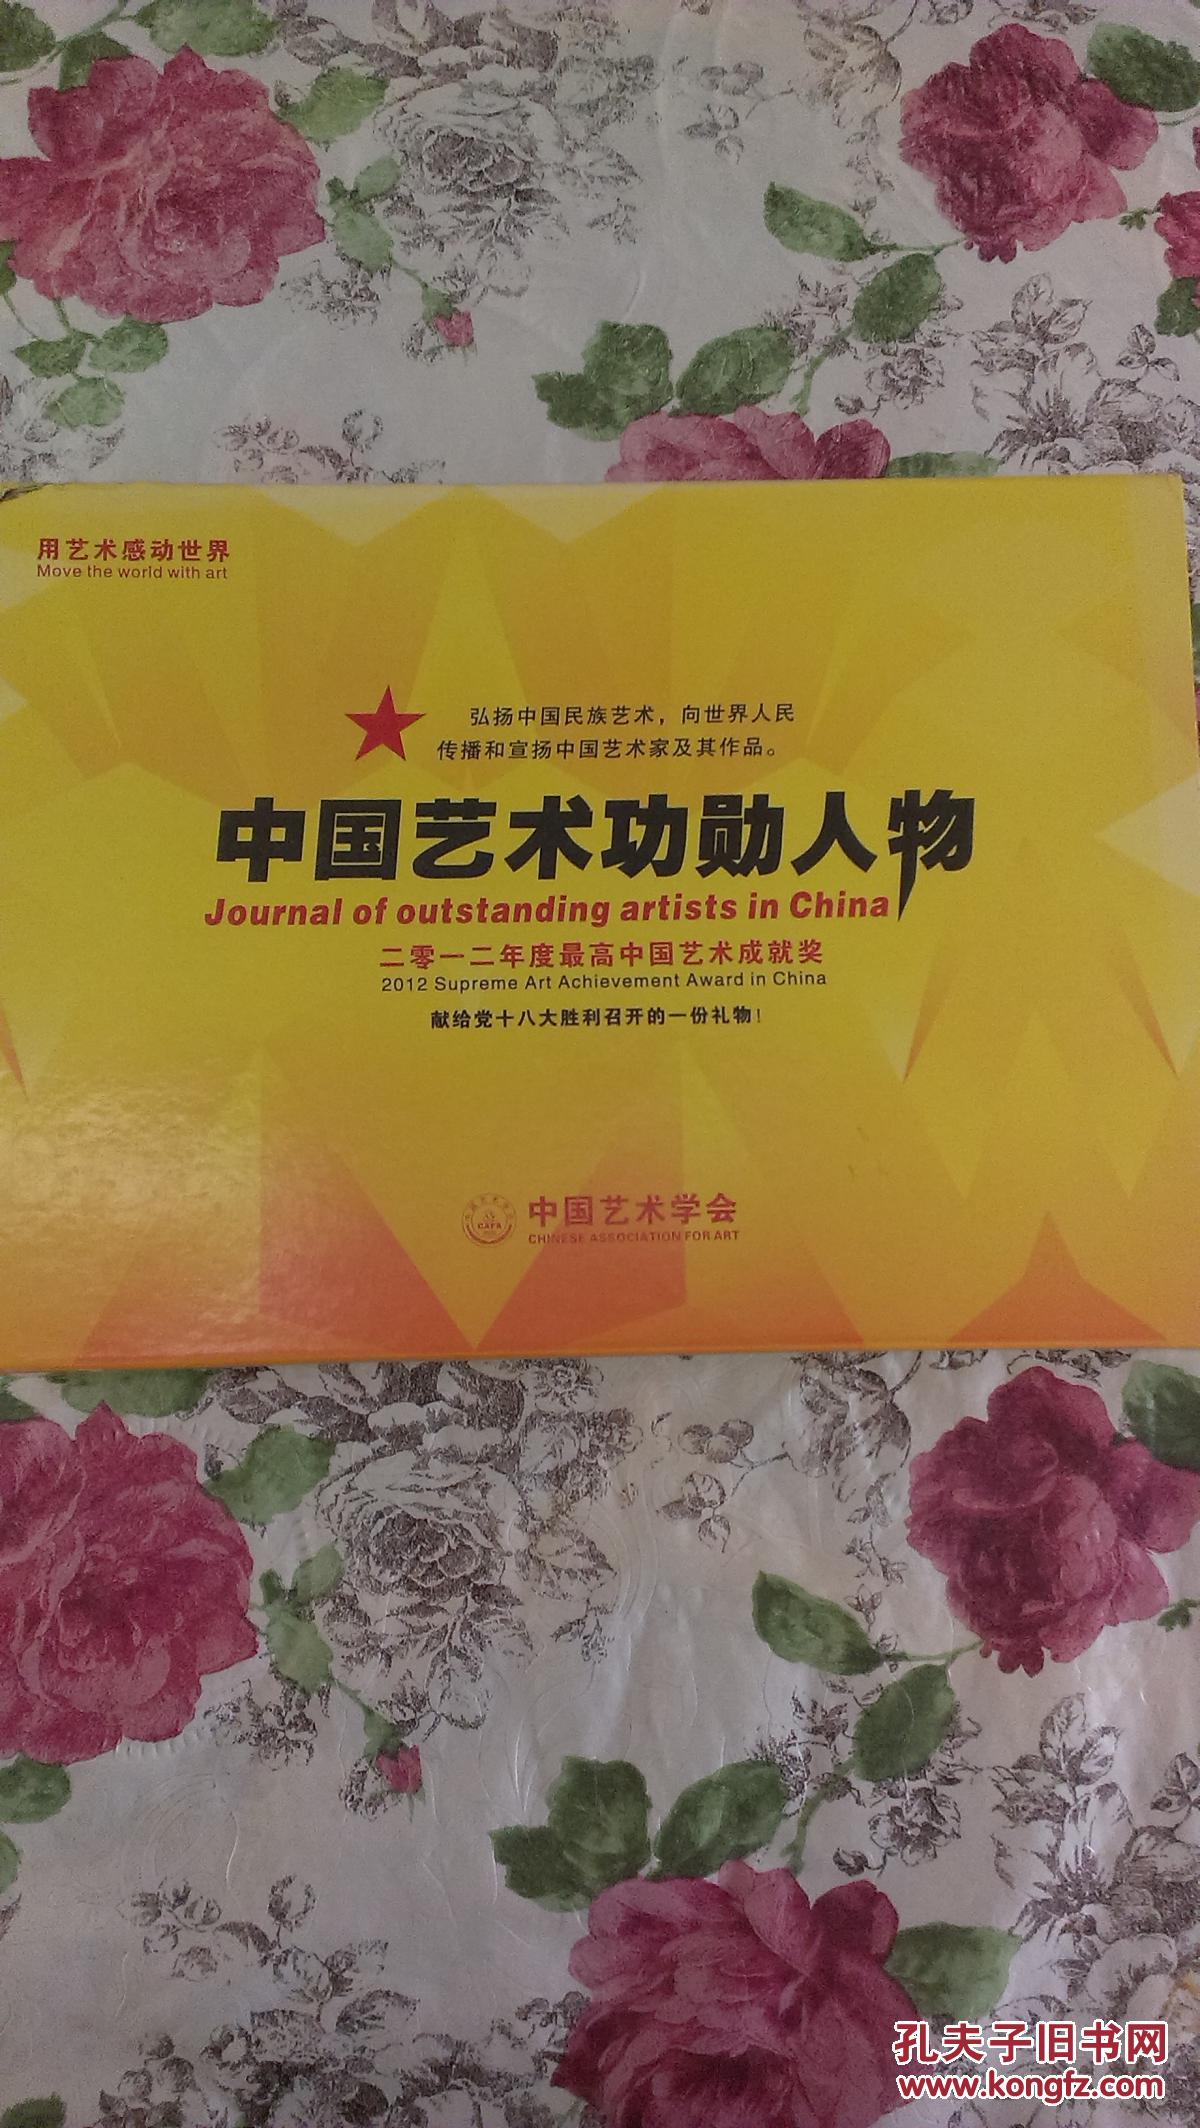 用艺术感动世界
Move the world with art
弘扬中国民族艺术，向世界人民
传播和宣扬中国艺术家及其作品。
中国艺术功勋人物
Journal of outstanding artists in China
二零一二年度最高中国艺术成就奖
2012 Supreme Art Achievement Award in China
献给党十八大胜利召开的一份礼物！
中国艺术学会
CHINESE ASSOCIATION FOR ART
孔夫子旧书网
www.kongfz.com